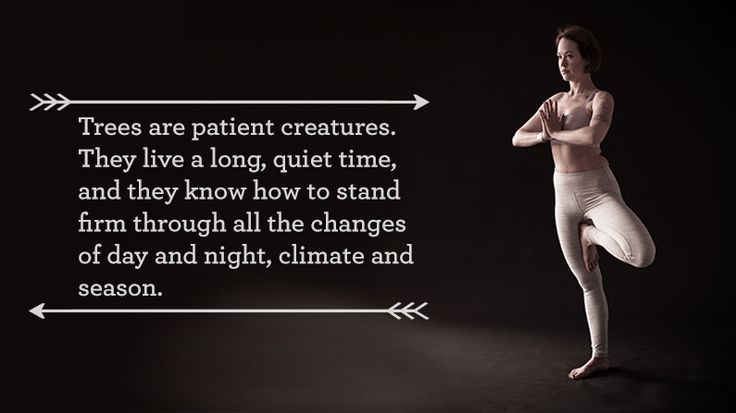 Trees are patient creatures.
They live a long, quiet time,
and they know how to stand
firm through all the changes
of day and night, climate and
season.